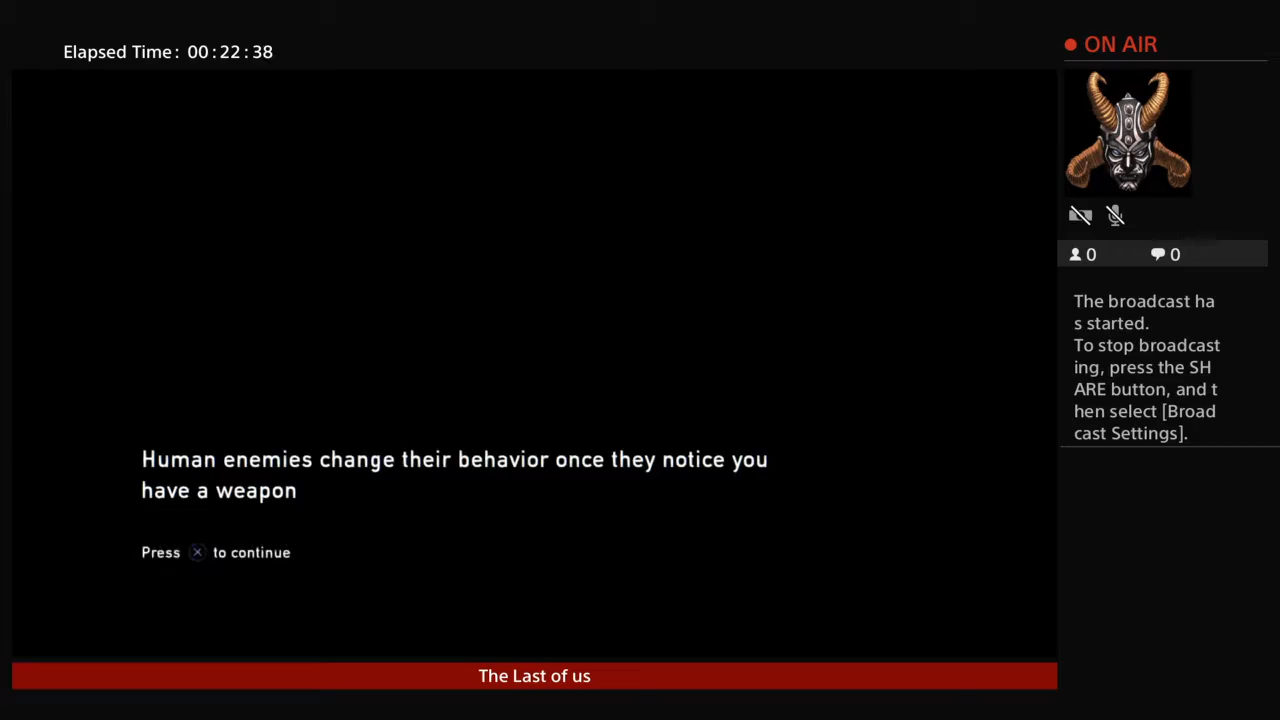 Elapsed Time: 00:22:38
ON AIR
0 0
The broadcast ha
s started.
To stop broadcast
ing, press the SH
ARE button, and t
hen select [Broad
cast Settings].
Human enemies change their behavior once they notice you
have a weapon
Press ⓧ to continue
The Last of us